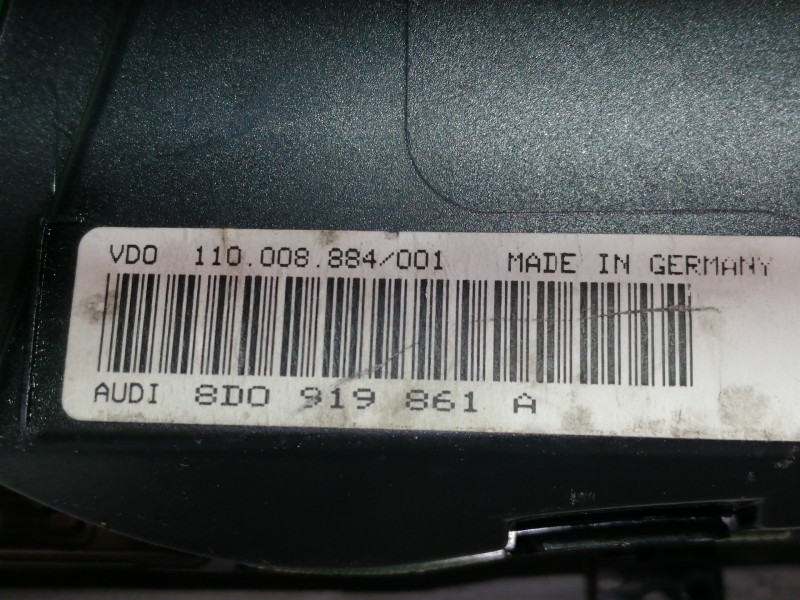 VDO 110.008.884/001 MADE IN GERMANY
AUDI 8D0 919 861 A